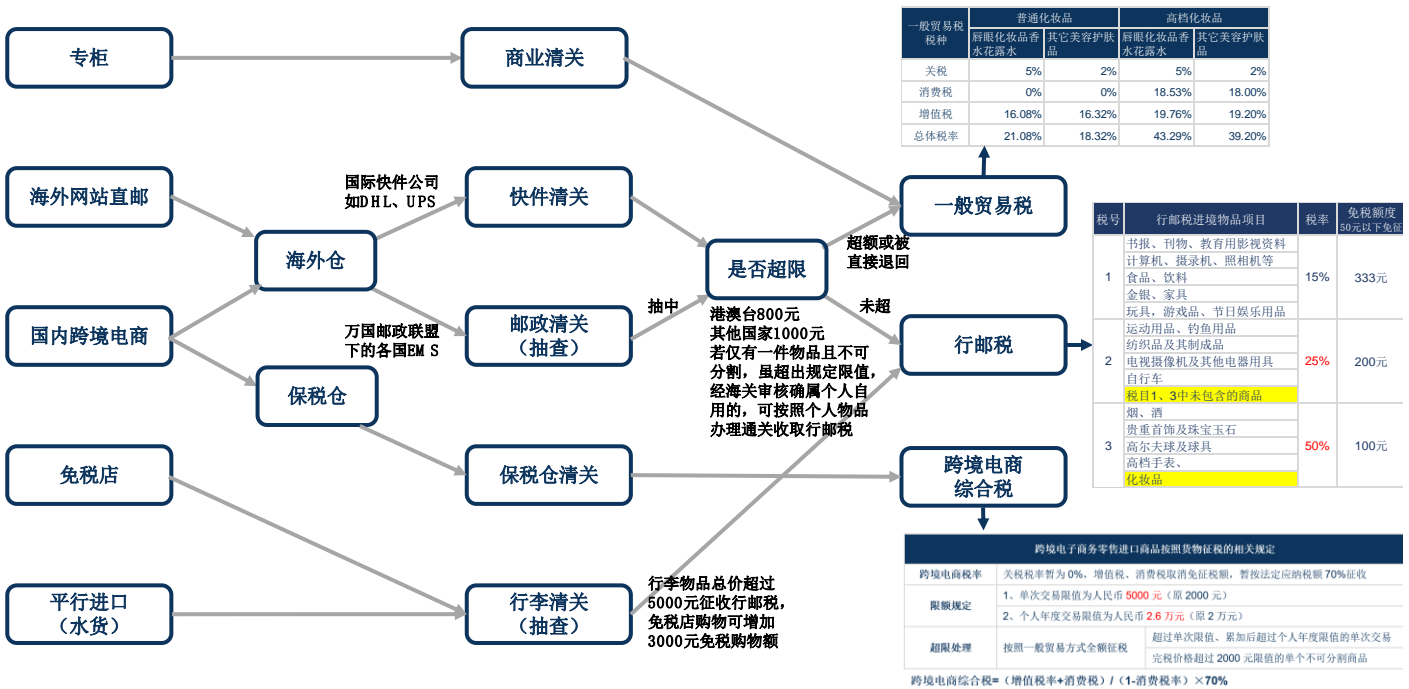 专柜
商业清关
一般贸易税
税种
普通化妆品
高档化妆品
唇眼化妆品香
水花露水
其它美容护肤
品
唇眼化妆品香
水花露水
其它美容护肤
品
关税 5% 2% 5% 2%
消费税 0% 0% 18.53% 18.00%
增值税 16.08% 16.32% 19.76% 19.20%
总体税率 21.08% 18.32% 43.29% 39.20%
海外网站直邮
国际快件公司
如DHL、UPS
快件清关
一般贸易税
海外仓
是否超限
超额或被
直接退回
国内跨境电商
万国邮政联盟
下的各国EMS
邮政清关
（抽查）
抽中
未超
行邮税
港澳台800元
其他国家1000元
若仅有一件物品且不可
分割，虽超出规定限值，
经海关审核确属个人自
用的，可按照个人物品
办理通关收取行邮税
保税仓
免税店
保税仓清关
跨境电商
综合税
平行进口
（水货）
行李清关
（抽查）
行李物品总价超过
5000元征收行邮税，
免税店购物可增加
3000元免税购物额
税号 行邮税进境物品项目 税率 免税额度
50元以下免征
1
书报、刊物、教育用影视资料
计算机、摄录机、照相机等
食品、饮料
金银、家具
玩具，游戏品、节日娱乐用品
15%
333元
2
运动用品、钓鱼用品
纺织品及其制成品
电视摄像机及其他电器用具
自行车
税目1、3中未包含的商品
25%
200元
3
烟、酒
贵重首饰及珠宝玉石
高尔夫球及球具
高档手表、
化妆品
50%
100元
跨境电子商务零售进口商品按照货物征税的相关规定
跨境电商税率 关税税率暂为 0%，增值税、消费税取消免征税额，暂按法定应纳税额 70%征收
限额规定
1、单次交易限值为人民币 5000 元（原 2000 元）
2、个人年度交易限值为人民币 2.6 万元（原 2 万元）
超限处理 按照一般贸易方式全额征税
超过单次限值、累加后超过个人年度限值的单次交易
完税价格超过 2000 元限值的单个不可分割商品
跨境电商综合税=（增值税率+消费税）/（1-消费税率）×70%